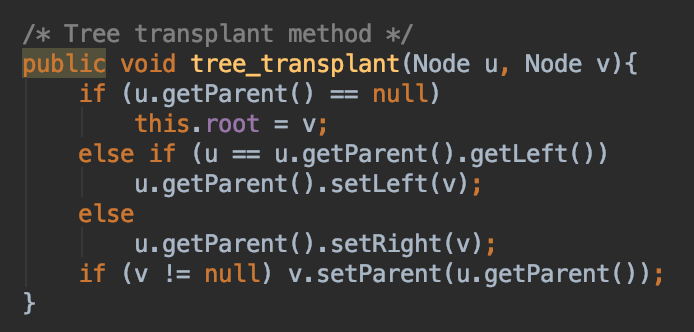 /* Tree transplant method */
public void tree_transplant(Node u, Node v){
    if (u.getParent() == null)
        this.root = v;
    else if (u == u.getParent().getLeft())
        u.getParent().setLeft(v);
    else
        u.getParent().setRight(v);
    if (v != null) v.setParent(u.getParent());
}